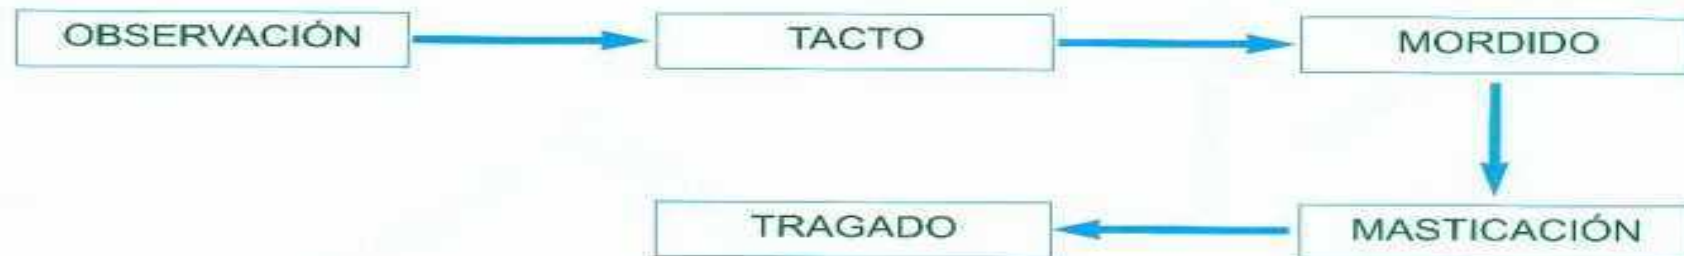 OBSERVACIÓN
TACTO
MORDIDO
MASTICACIÓN
TRAGADO